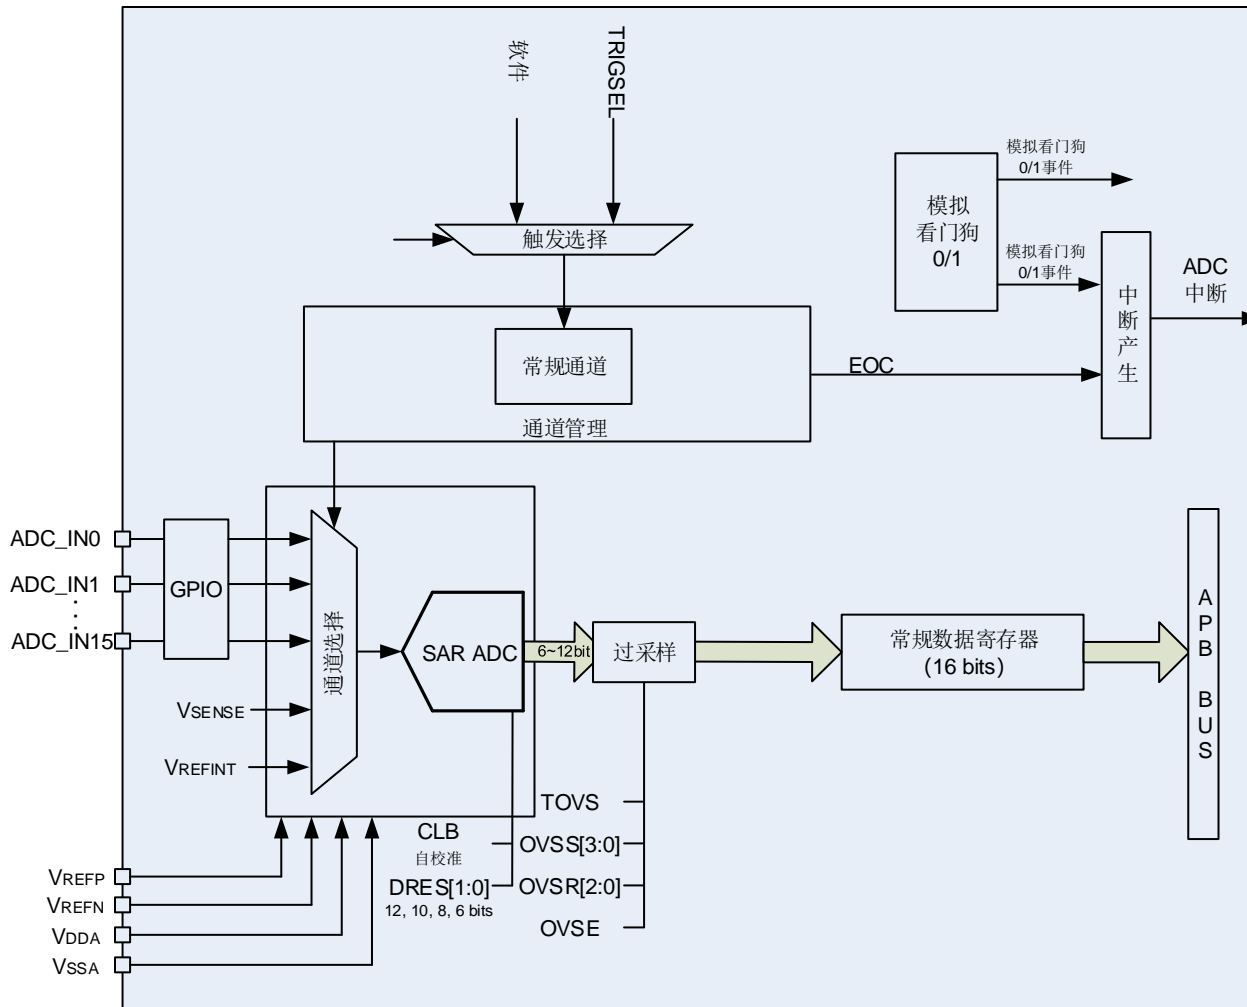 软件
TRIGSEL
触发选择
模拟看门狗
0/1事件
模拟
看门狗
0/1
模拟看门狗
0/1事件
中断产生
ADC
中断
常规通道
EOC
通道管理
ADC_IN0
ADC_IN1
ADC_IN15
GPIO
通道选择
SAR ADC
6~12bit
过采样
常规数据寄存器
(16 bits)
APB BUS
VSENSE
VREFINT
TOVS
CLB
自校准
OVSS[3:0]
DRES[1:0]
12, 10, 8, 6 bits
OVSR[2:0]
OVSE
VREFP
VREFN
VDDA
VSSA